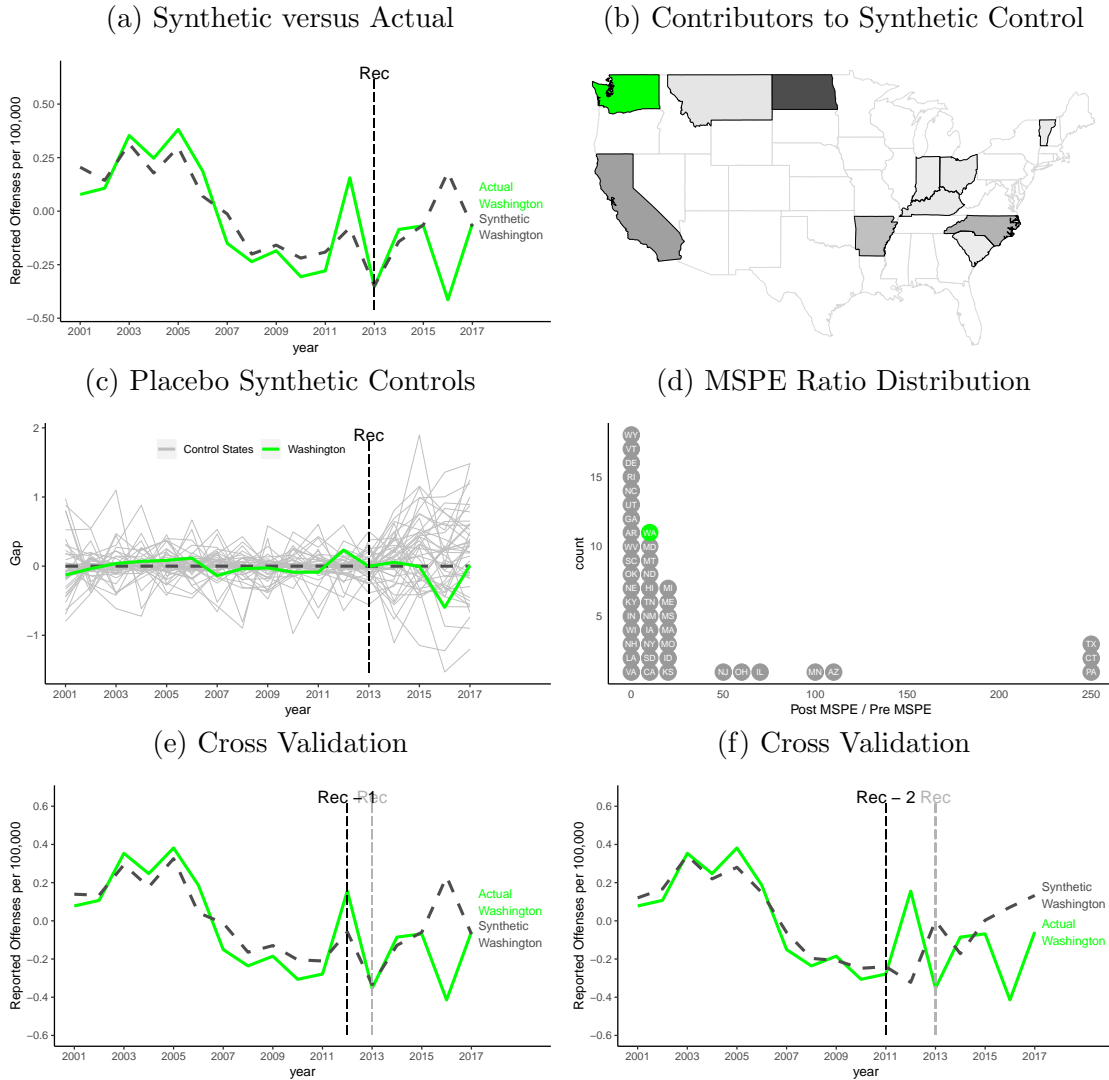 (a) Synthetic versus Actual
Rec
Reported Offenses per 100,000
0.50
0.25
0.00
−0.25
−0.50
Actual
Washington
Synthetic
Washington
2001 2003 2005 2007 2009 2011 2013 2015 2017
year
(b) Contributors to Synthetic Control
(c) Placebo Synthetic Controls
Rec
Control States Washington
Gap
2
1
0
−1
2001 2003 2005 2007 2009 2011 2013 2015 2017
year
(d) MSPE Ratio Distribution
count
15
10
5
WY
VT
DE
RI
NC
UT
GA
AR WA
WV MD
SC MT
OK ND
NE HI MI
KY TN ME
IN NM MS
WI IA MA
NH NY MO TX
LA SD ID CT
VA CA KS NJ OH IL MN AZ PA
0 50 100 150 200 250
Post MSPE / Pre MSPE
(e) Cross Validation
Rec − 1 Rec
Reported Offenses per 100,000
0.6
0.4
0.2
0.0
−0.2
−0.4
−0.6
Actual
Washington
Synthetic
Washington
2001 2003 2005 2007 2009 2011 2013 2015 2017
year
(f) Cross Validation
Rec − 2 Rec
Reported Offenses per 100,000
0.6
0.4
0.2
0.0
−0.2
−0.4
−0.6
Synthetic
Washington
Actual
Washington
2001 2003 2005 2007 2009 2011 2013 2015 2017
year